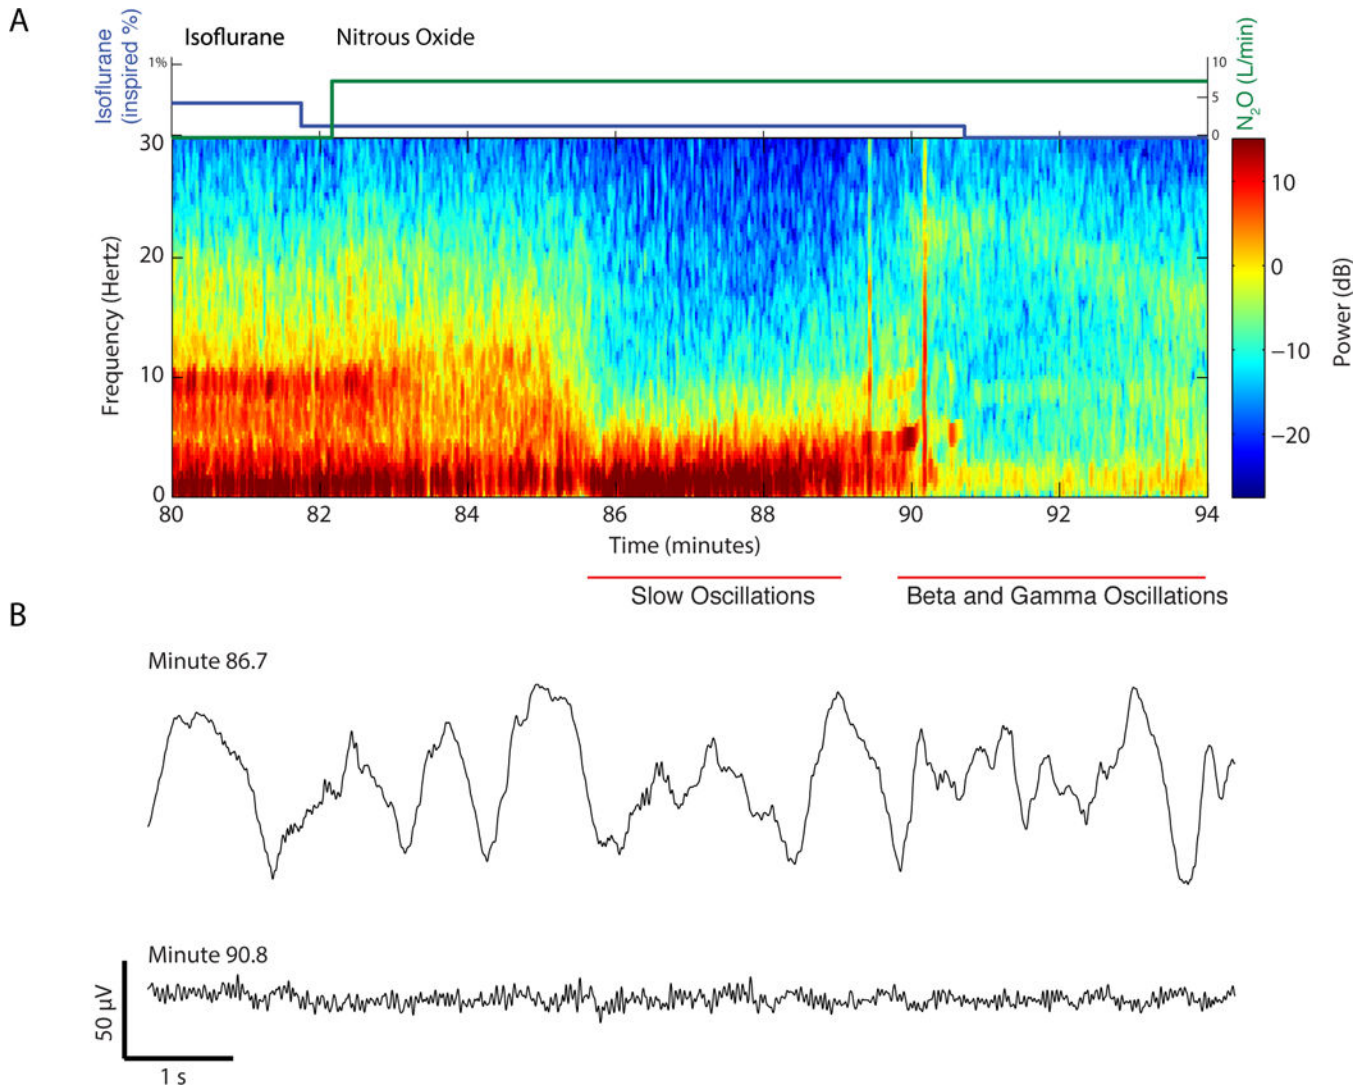 A
Isoflurane
(inspired %)
Isoflurane
Nitrous Oxide
1%
10
5
0
N₂O (L/min)
30
20
10
0
Frequency (Hertz)
80
82
84
86
88
90
92
94
Time (minutes)
10
0
−10
−20
Power (dB)
Slow Oscillations
Beta and Gamma Oscillations
B
Minute 86.7
Minute 90.8
50 µV
1 s